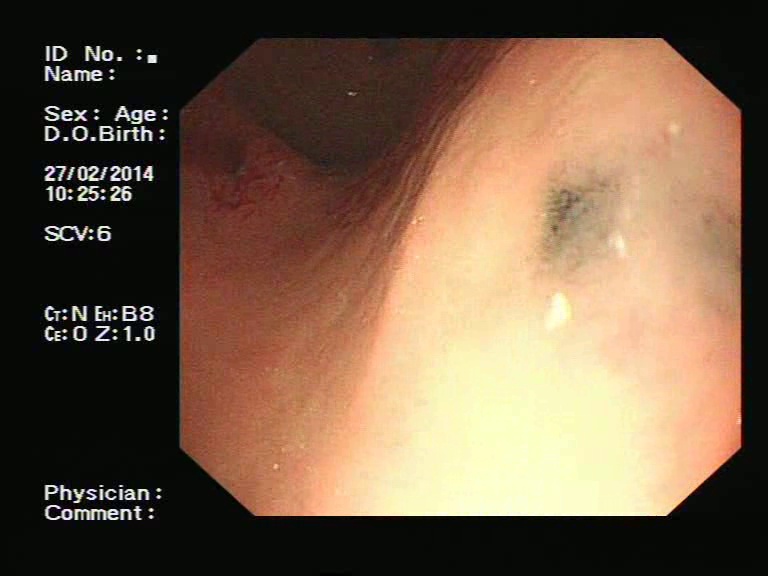 ID No. :
Name:
Sex: Age:
D.O.Birth:
27/02/2014
10:25:26
SCV:6
CT:N EH:B8
CE:0 Z:1.0
Physician:
Comment: